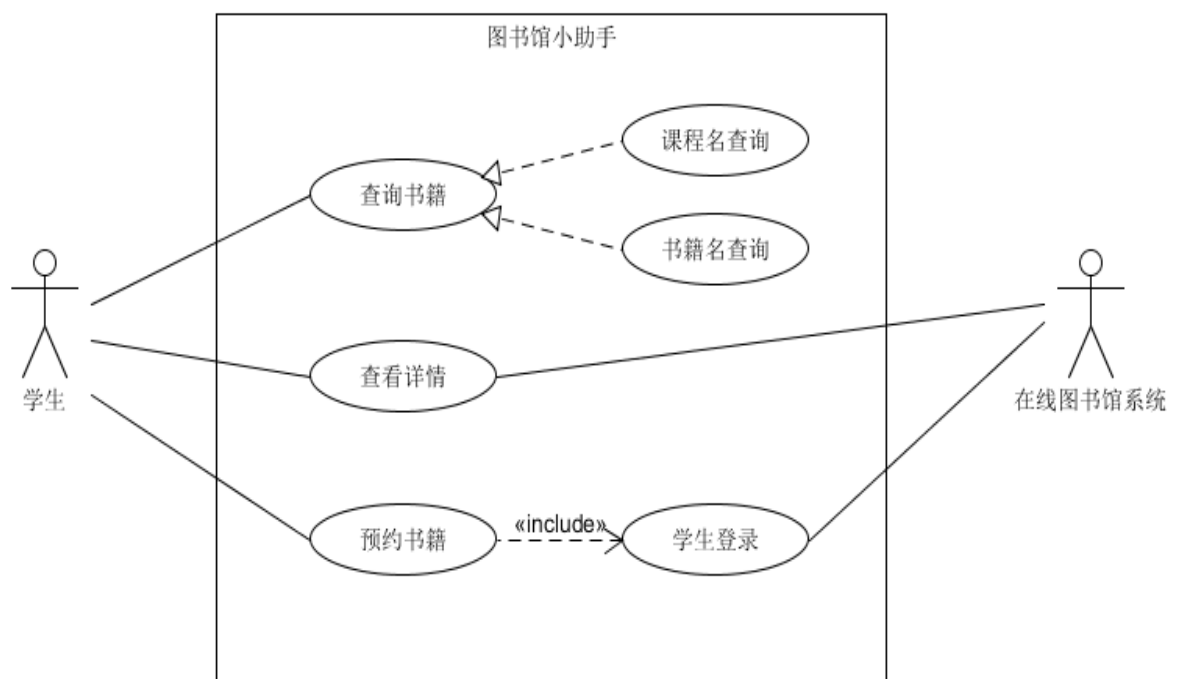 图书馆小助手
课程名查询
查询书籍
书籍名查询
查看详情
学生
在线图书馆系统
«include»
预约书籍
学生登录